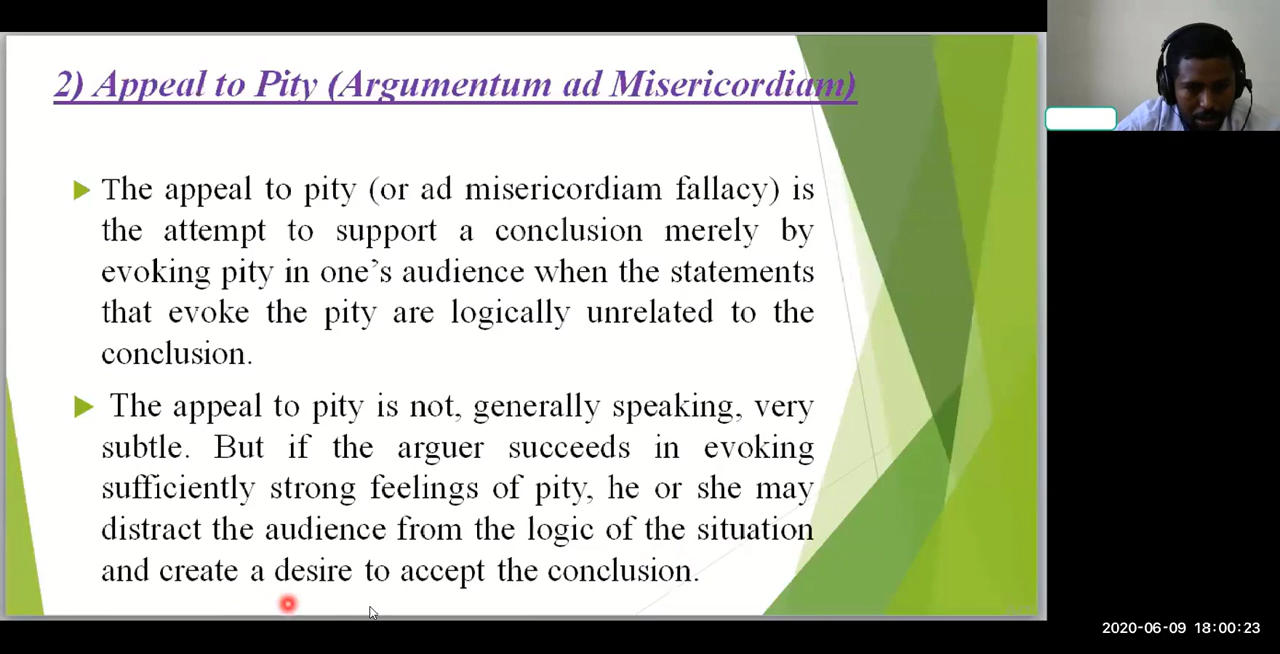 2) Appeal to Pity (Argumentum ad Misericordiam)
The appeal to pity (or ad misericordiam fallacy) is
the attempt to support a conclusion merely by
evoking pity in one’s audience when the statements
that evoke the pity are logically unrelated to the
conclusion.
The appeal to pity is not, generally speaking, very
subtle. But if the arguer succeeds in evoking
sufficiently strong feelings of pity, he or she may
distract the audience from the logic of the situation
and create a desire to accept the conclusion.
2020-06-09 18:00:23